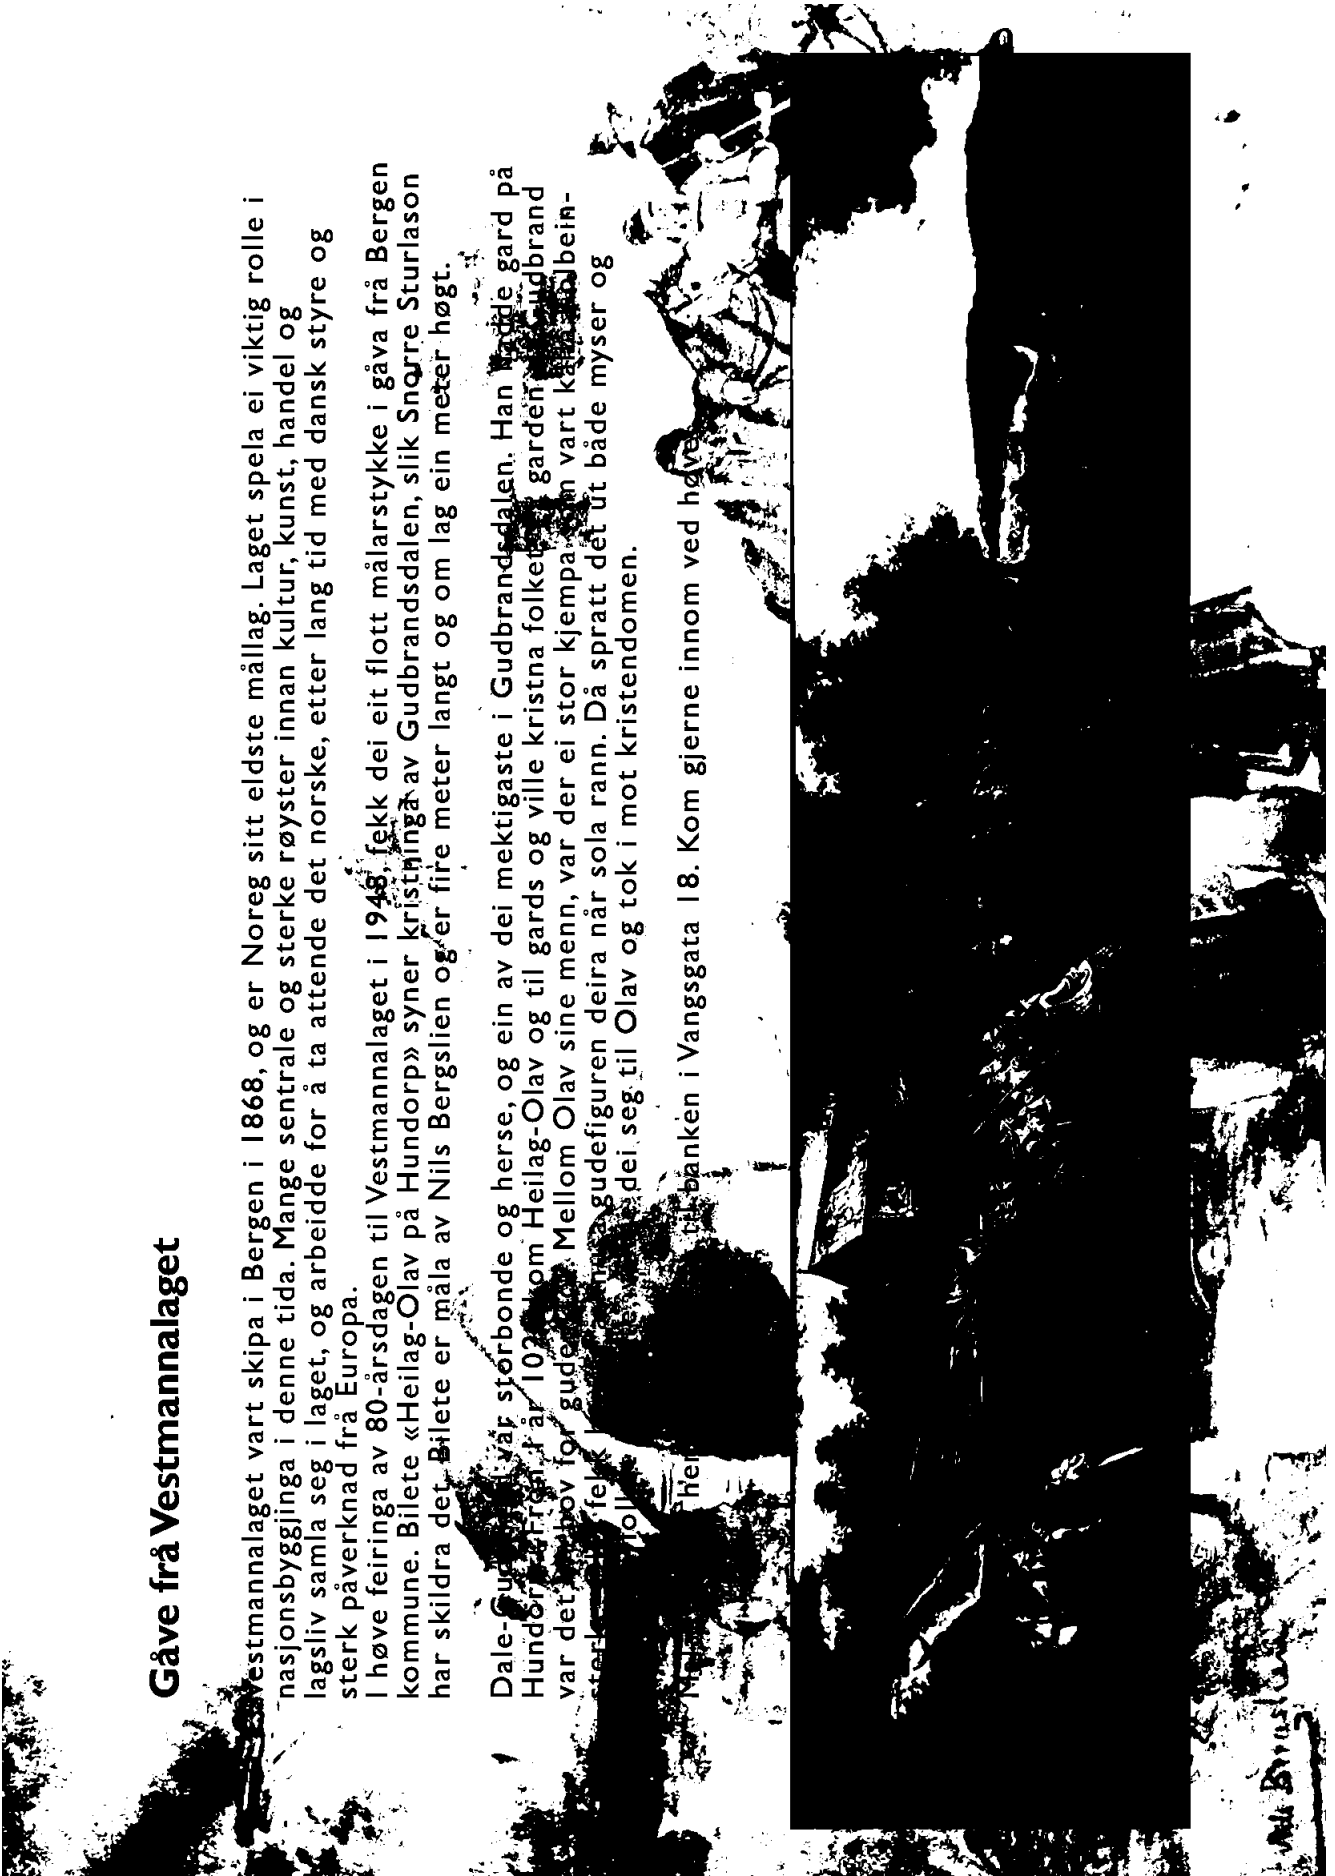 Gåve frå Vestmannalaget
Vestmannalaget vart skipa i Bergen i 1868, og er Noreg sitt eldste mållag. Laget spela ei viktig rolle i
nasjonsbyggjinga i denne tida. Mange sentrale og sterke røyster innan kultur, kunst, handel og
lagsliv samla seg i laget, og arbeidde for å ta attende det norske, etter lang tid med dansk styre og
sterk påverknad frå Europa.
I høve feiringa av 80-årsdagen til Vestmannalaget i 1948, fekk dei eit flott målarstykke i gåva frå Bergen
kommune. Bilete «Heilag-Olav på Hundorp» syner kristninga av Gudbrandsdalen, slik Snorre Sturlason
har skildra det. Bilete er måla av Nils Bergslien og er fire meter langt og om lag ein meter høgt.
var storbonde og herse, og ein av dei mektigaste i Gudbrandsdalen. Han hadde gard på
I år kom Heilag-Olav og til gards og ville kristna folket. garden
var det hov for Mellom Olav sine menn, var der ei stor kjempa som vart
fekk gudefiguren deira når sola rann. Då spratt det ut både myser og
dei seg til Olav og tok i mot kristendomen.
til banken i Vangsgata 18. Kom gjerne innom ved høve